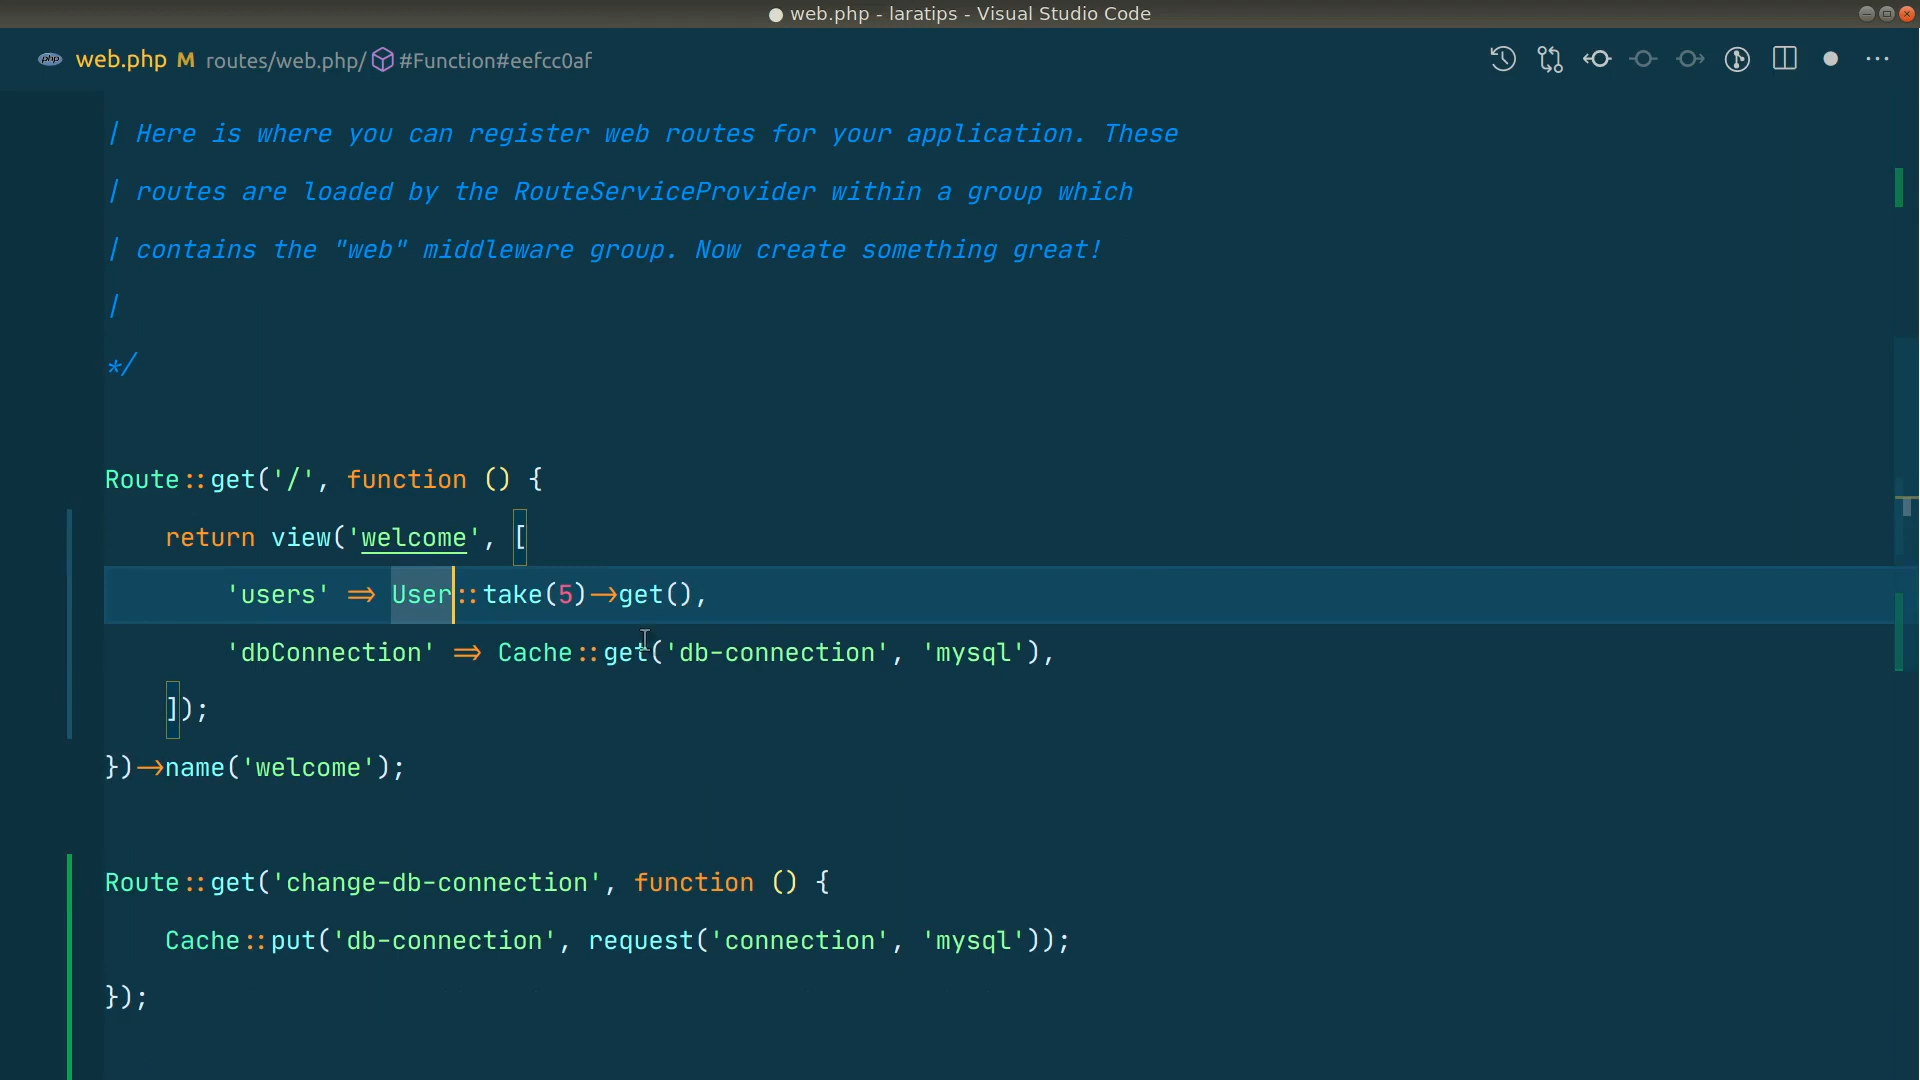 ● web.php - laratips - Visual Studio Code
php web.php M routes/web.php/ #Function#eefcc0af
| Here is where you can register web routes for your application. These
| routes are loaded by the RouteServiceProvider within a group which
| contains the "web" middleware group. Now create something great!
|
*/
Route::get('/', function () {
return view('welcome', [
'users' => User::take(5)->get(),
'dbConnection' => Cache::get('db-connection', 'mysql'),
]);
})->name('welcome');
Route::get('change-db-connection', function () {
Cache::put('db-connection', request('connection', 'mysql'));
});